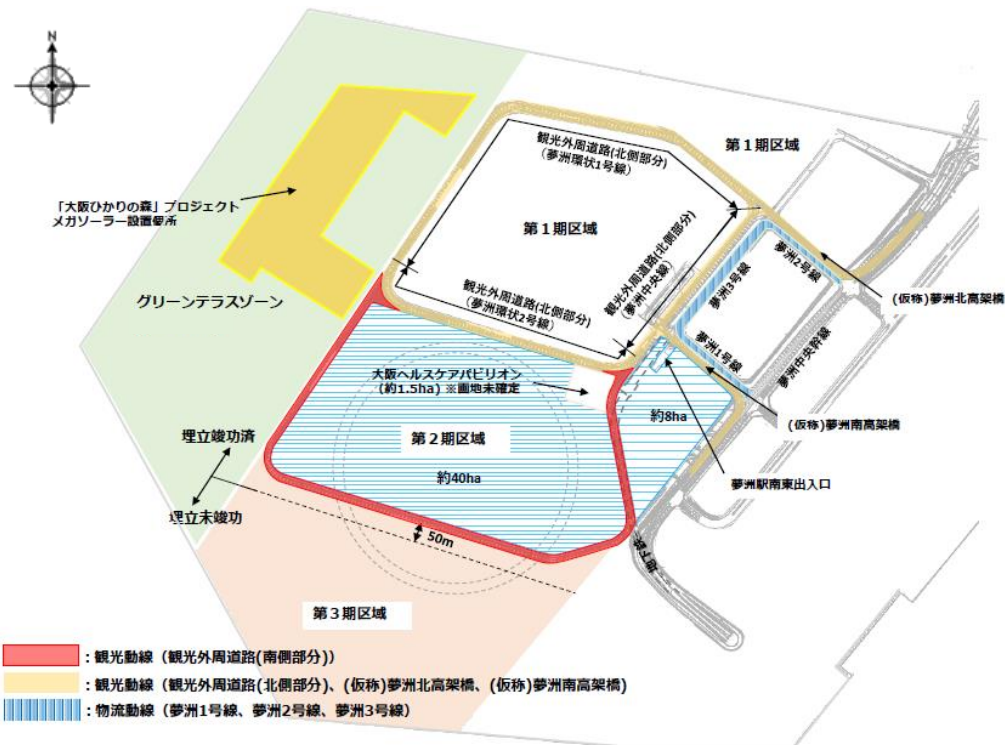 N
第1期区域
観光外周道路(北側部分)
(夢洲環状1号線)
「大阪ひかりの森」プロジェクト
メガソーラー設置個所
第1期区域
観光外周道路(北側部分)
(夢洲中央線)
夢洲2号線
夢洲3号線
(仮称)夢洲北高架橋
グリーンテラスゾーン
観光外周道路(北側部分)
(夢洲環状2号線)
夢洲1号線
夢洲中央幹線
大阪ヘルスケアパビリオン
(約1.5ha) ※画地未確定
約8ha
(仮称)夢洲南高架橋
第2期区域
埋立竣功済
約40ha
夢洲駅南東出入口
埋立未竣功
50m
地下鉄
第3期区域
:観光動線(観光外周道路(南側部分))
:観光動線(観光外周道路(北側部分)、(仮称)夢洲北高架橋、(仮称)夢洲南高架橋)
:物流動線(夢洲1号線、夢洲2号線、夢洲3号線)